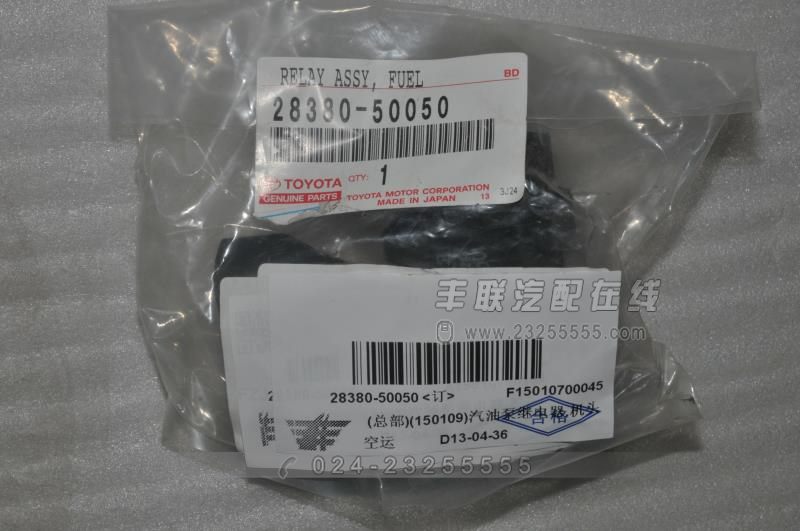 RELAY ASSY, FUEL BD
28380-50050
TOYOTA QTY: 1
GENUINE PARTS TOYOTA MOTOR CORPORATION 3J24
MADE IN JAPAN 13
丰联汽配在线
www.23255555.com
28380-50050<订> F15010700045
(总部)(150109)汽油泵继电器,机头
空运 D13-04-36
合格
024-23255555